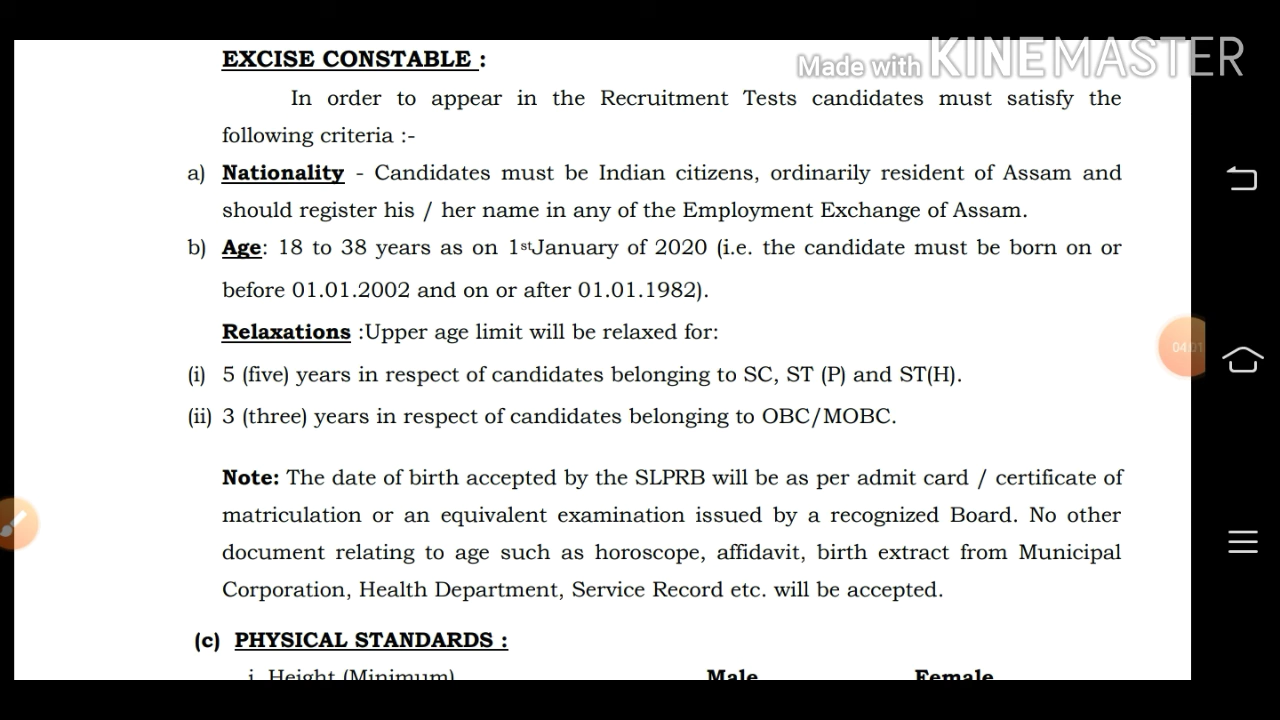 Made with KINEMASTER
EXCISE CONSTABLE :
In order to appear in the Recruitment Tests candidates must satisfy the
following criteria :-
a) Nationality - Candidates must be Indian citizens, ordinarily resident of Assam and
should register his / her name in any of the Employment Exchange of Assam.
b) Age: 18 to 38 years as on 1stJanuary of 2020 (i.e. the candidate must be born on or
before 01.01.2002 and on or after 01.01.1982).
Relaxations :Upper age limit will be relaxed for:
04:01
(i) 5 (five) years in respect of candidates belonging to SC, ST (P) and ST(H).
(ii) 3 (three) years in respect of candidates belonging to OBC/MOBC.
Note: The date of birth accepted by the SLPRB will be as per admit card / certificate of
matriculation or an equivalent examination issued by a recognized Board. No other
document relating to age such as horoscope, affidavit, birth extract from Municipal
Corporation, Health Department, Service Record etc. will be accepted.
(c) PHYSICAL STANDARDS :
i. Height (Minimum) Male Female